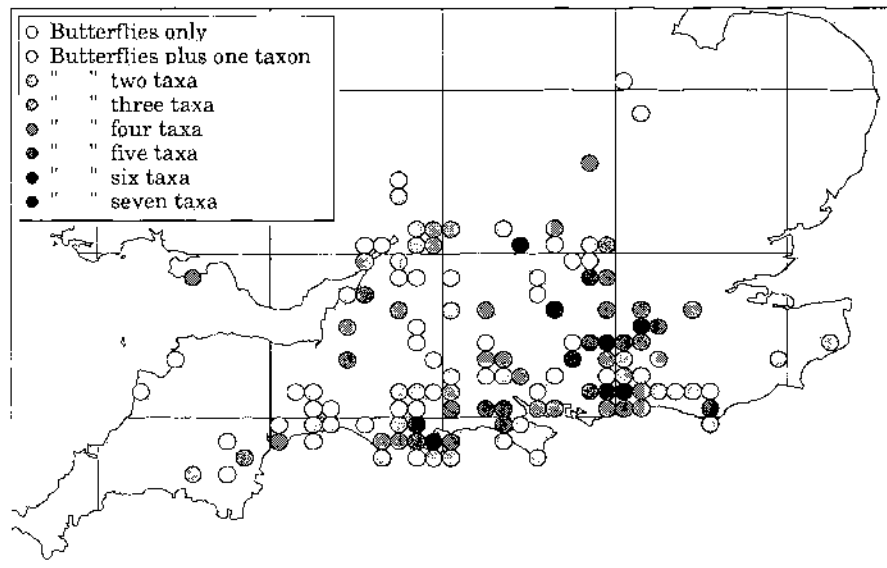 Butterflies only
Butterflies plus one taxon
" " two taxa
" " three taxa
" " four taxa
" " five taxa
" " six taxa
" " seven taxa